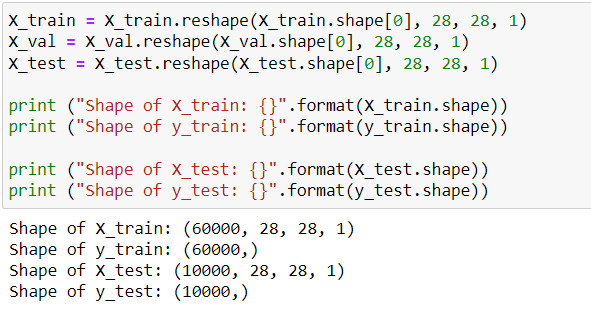 X_train = X_train.reshape(X_train.shape[0], 28, 28, 1)
X_val = X_val.reshape(X_val.shape[0], 28, 28, 1)
X_test = X_test.reshape(X_test.shape[0], 28, 28, 1)
print ("Shape of X_train: {}".format(X_train.shape))
print ("Shape of y_train: {}".format(y_train.shape))
print ("Shape of X_test: {}".format(X_test.shape))
print ("Shape of y_test: {}".format(y_test.shape))
Shape of X_train: (60000, 28, 28, 1)
Shape of y_train: (60000,)
Shape of X_test: (10000, 28, 28, 1)
Shape of y_test: (10000,)